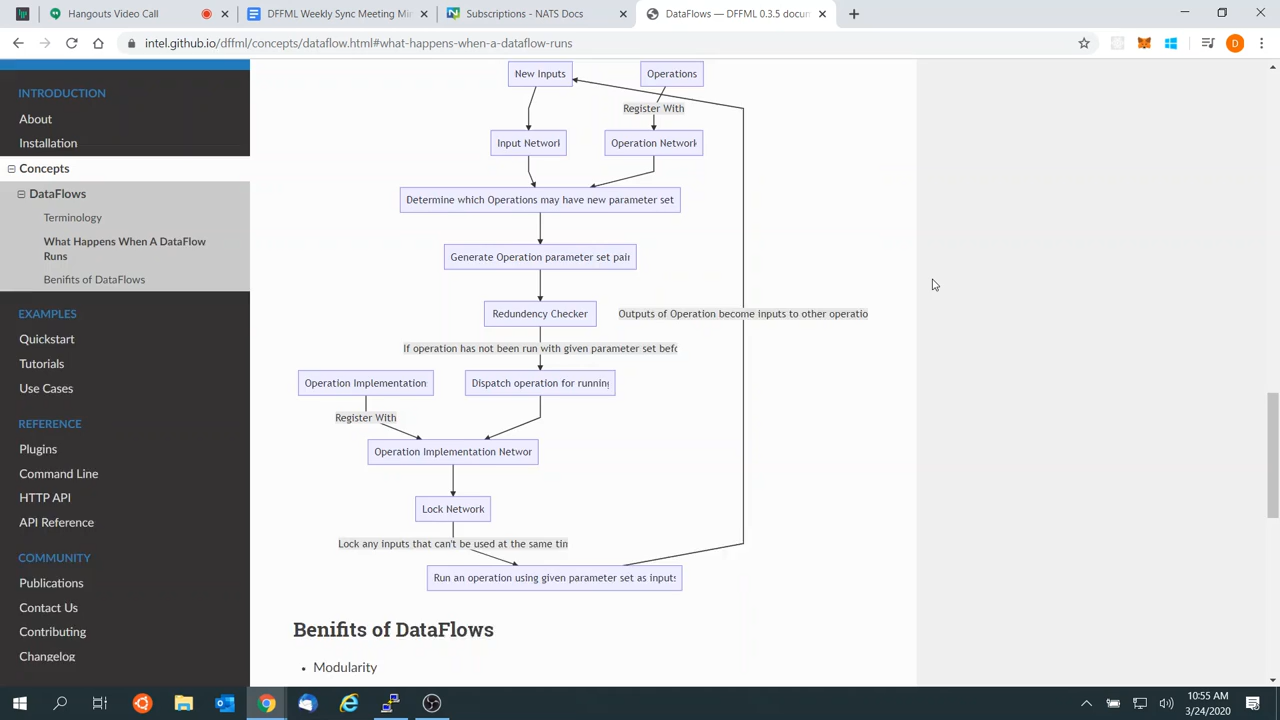 Hangouts Video Call
DFFML Weekly Sync Meeting Min
Subscriptions - NATS Docs
DataFlows — DFFML 0.3.5 docum
intel.github.io/dffml/concepts/dataflow.html#what-happens-when-a-dataflow-runs
D
INTRODUCTION
About
Installation
Concepts
DataFlows
Terminology
What Happens When A DataFlow
Runs
Benifits of DataFlows
EXAMPLES
Quickstart
Tutorials
Use Cases
REFERENCE
Plugins
Command Line
HTTP API
API Reference
COMMUNITY
Publications
Contact Us
Contributing
Changelog
New Inputs
Operations
Register With
Input Network
Operation Network
Determine which Operations may have new parameter set
Generate Operation parameter set pair
Redundency Checker
Outputs of Operation become inputs to other operatio
If operation has not been run with given parameter set befo
Operation Implementation
Dispatch operation for running
Register With
Operation Implementation Networ
Lock Network
Lock any inputs that can't be used at the same tim
Run an operation using given parameter set as inputs
Benifits of DataFlows
• Modularity
10:55 AM
3/24/2020